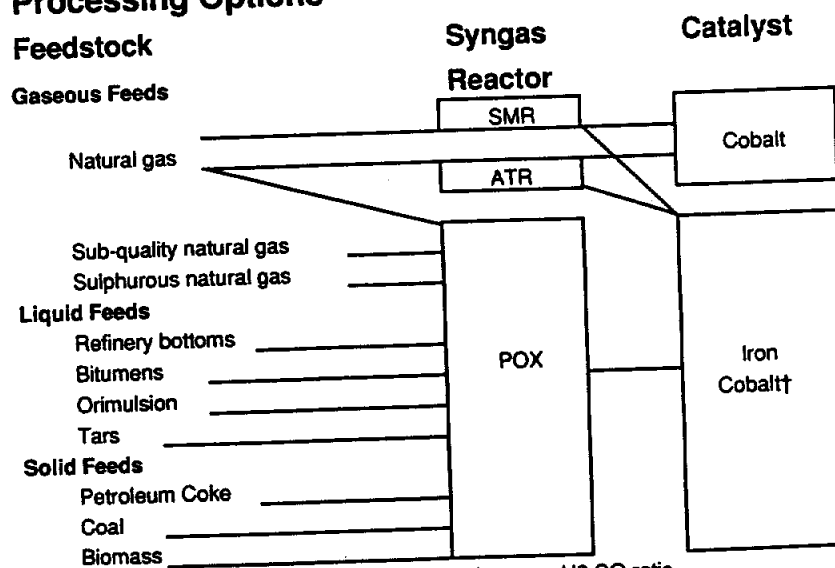 Processing Options
Feedstock
Syngas
Reactor
Catalyst
Gaseous Feeds
SMR
Cobalt
Natural gas
ATR
Sub-quality natural gas
Sulphurous natural gas
Liquid Feeds
Refinery bottoms
POX
Iron
Cobalt†
Bitumens
Orimulsion
Tars
Solid Feeds
Petroleum Coke
Coal
Biomass
ratio